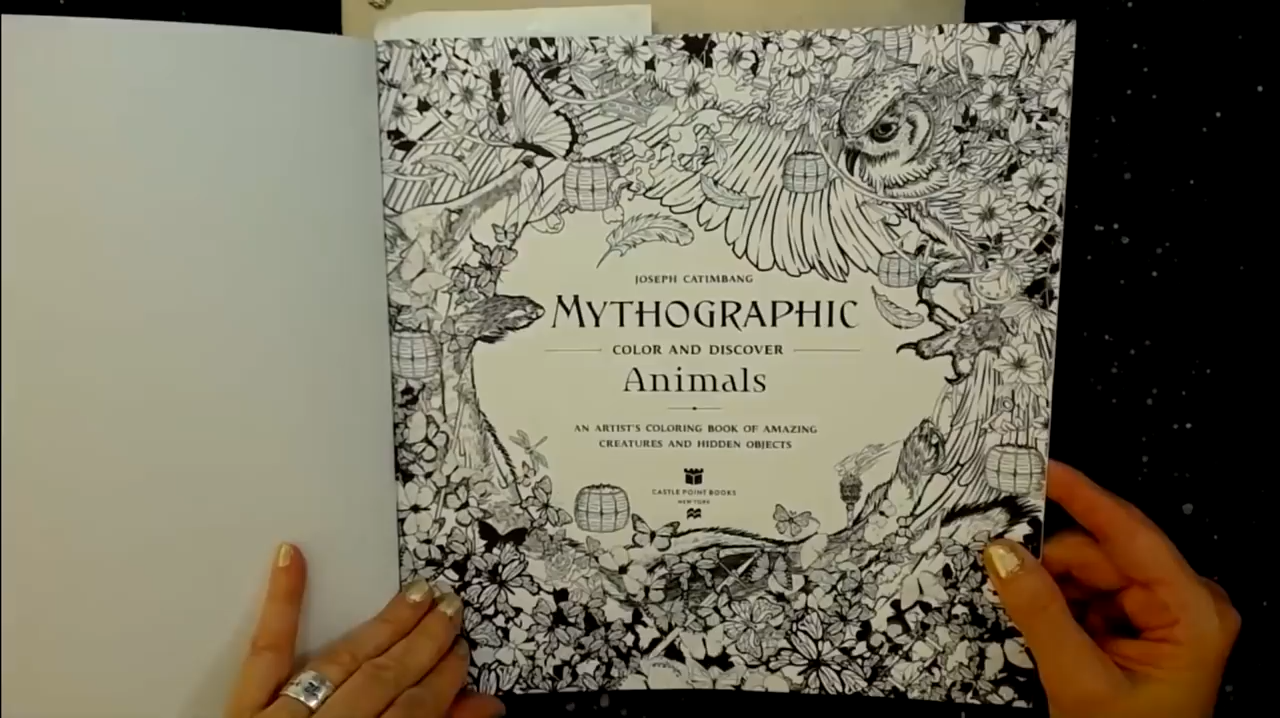 JOSEPH CATIMBANG
MYTHOGRAPHIC
COLOR AND DISCOVER
Animals
AN ARTIST'S COLORING BOOK OF AMAZING
CREATURES AND HIDDEN OBJECTS
CASTLE POINT BOOKS
NEW YORK